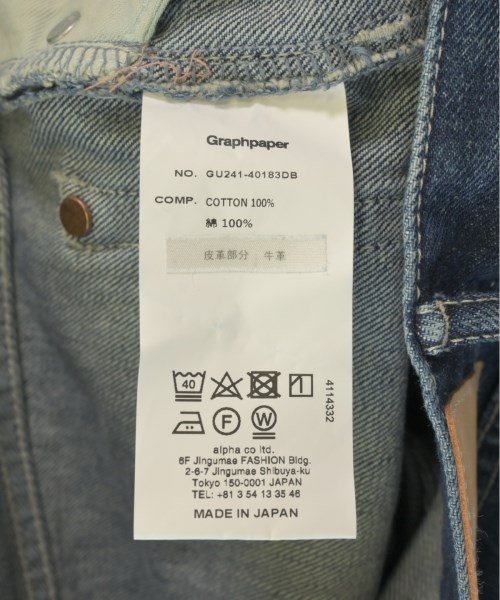 Graphpaper
NO. GU241-40183DB
COMP. COTTON 100%
綿 100%
皮革部分 牛革
40
F
W
4114332
alpha co ltd.
6F Jingumae FASHION Bldg.
2-6-7 Jingumae Shibuya-ku
Tokyo 150-0001 JAPAN
TEL: +81 3 54 13 35 46
MADE IN JAPAN